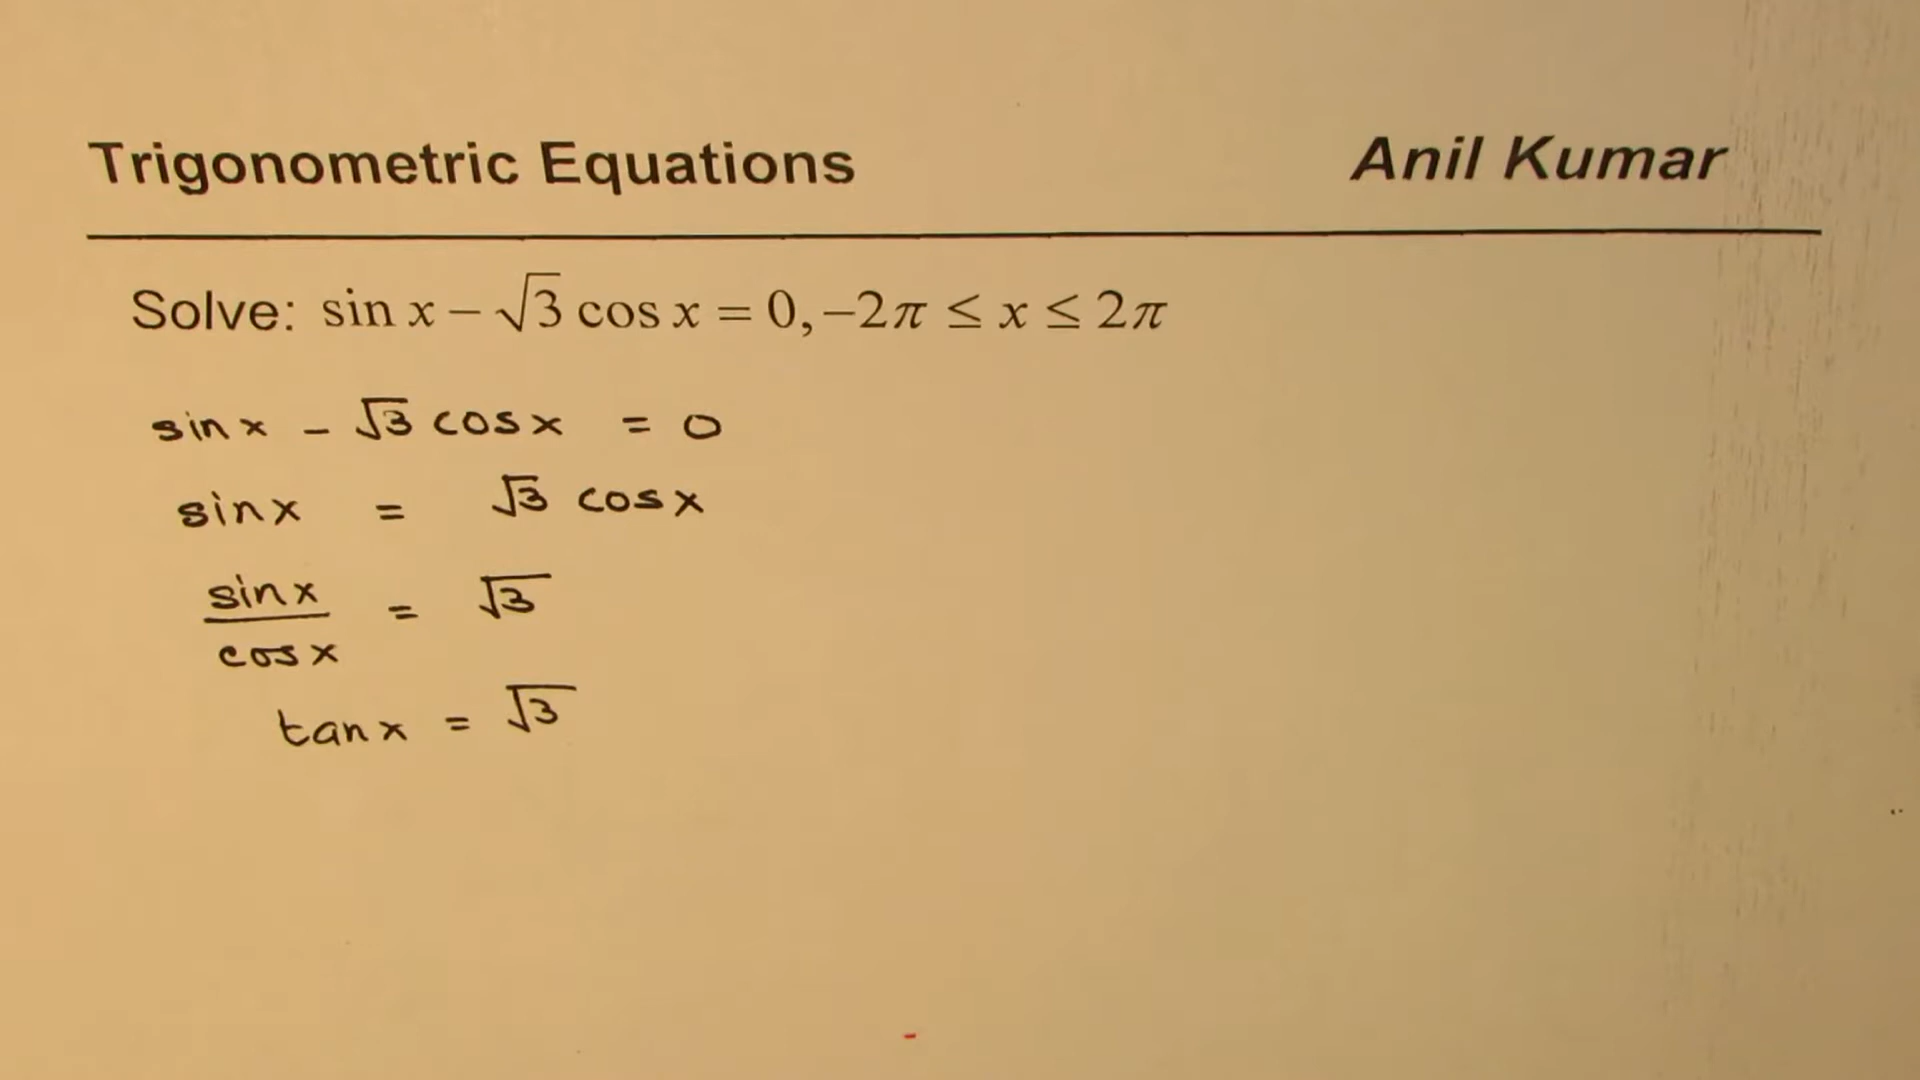 Trigonometric Equations Anil Kumar
Solve: sin x − √3 cos x = 0, −2π ≤ x ≤ 2π
sin x − √3 cos x = 0
sin x = √3 cos x
sin x / cos x = √3
tan x = √3